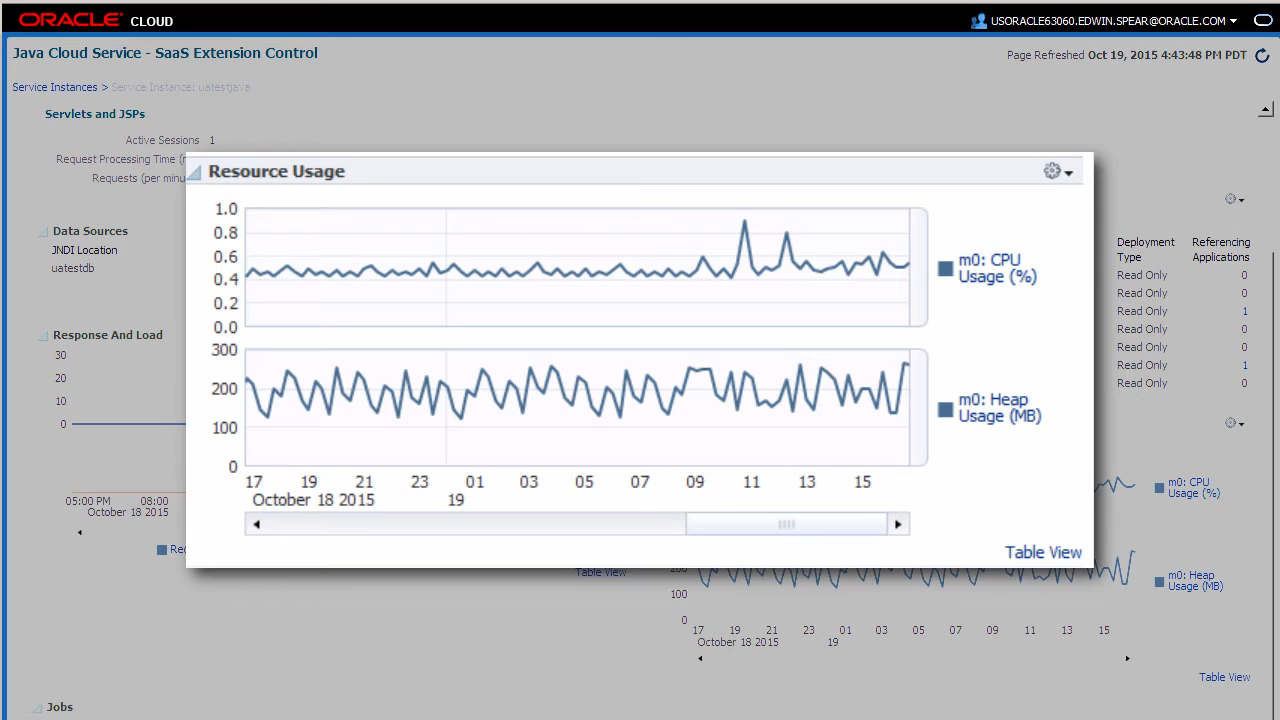 ORACLE CLOUD
USORACLE63060.EDWIN.SPEAR@ORACLE.COM
Java Cloud Service - SaaS Extension Control
Page Refreshed Oct 19, 2015 4:43:48 PM PDT
Service Instances > Service Instance: uatestjava
Servlets and JSPs
Active Sessions 1
Request Processing Time
Requests (per minu
Data Sources
JNDI Location
uatestdb
Deployment Type
Referencing Applications
Read Only 0
Read Only 0
Read Only 1
Read Only 0
Read Only 0
Read Only 1
Read Only 0
Response And Load
30
20
10
0
05:00 PM 08:00
October 18 2015
Resource Usage
1.0
0.8
0.6
0.4
0.2
0.0
m0: CPU
Usage (%)
300
200
100
0
m0: Heap
Usage (MB)
17 19 21 23 01 03 05 07 09 11 13 15
October 18 2015 19
Table View
Table View
m0: CPU
Usage (%)
200
100
0
m0: Heap
Usage (MB)
17 19 21 23 01 03 05 07 09 11 13 15
October 18 2015 19
Table View
Jobs